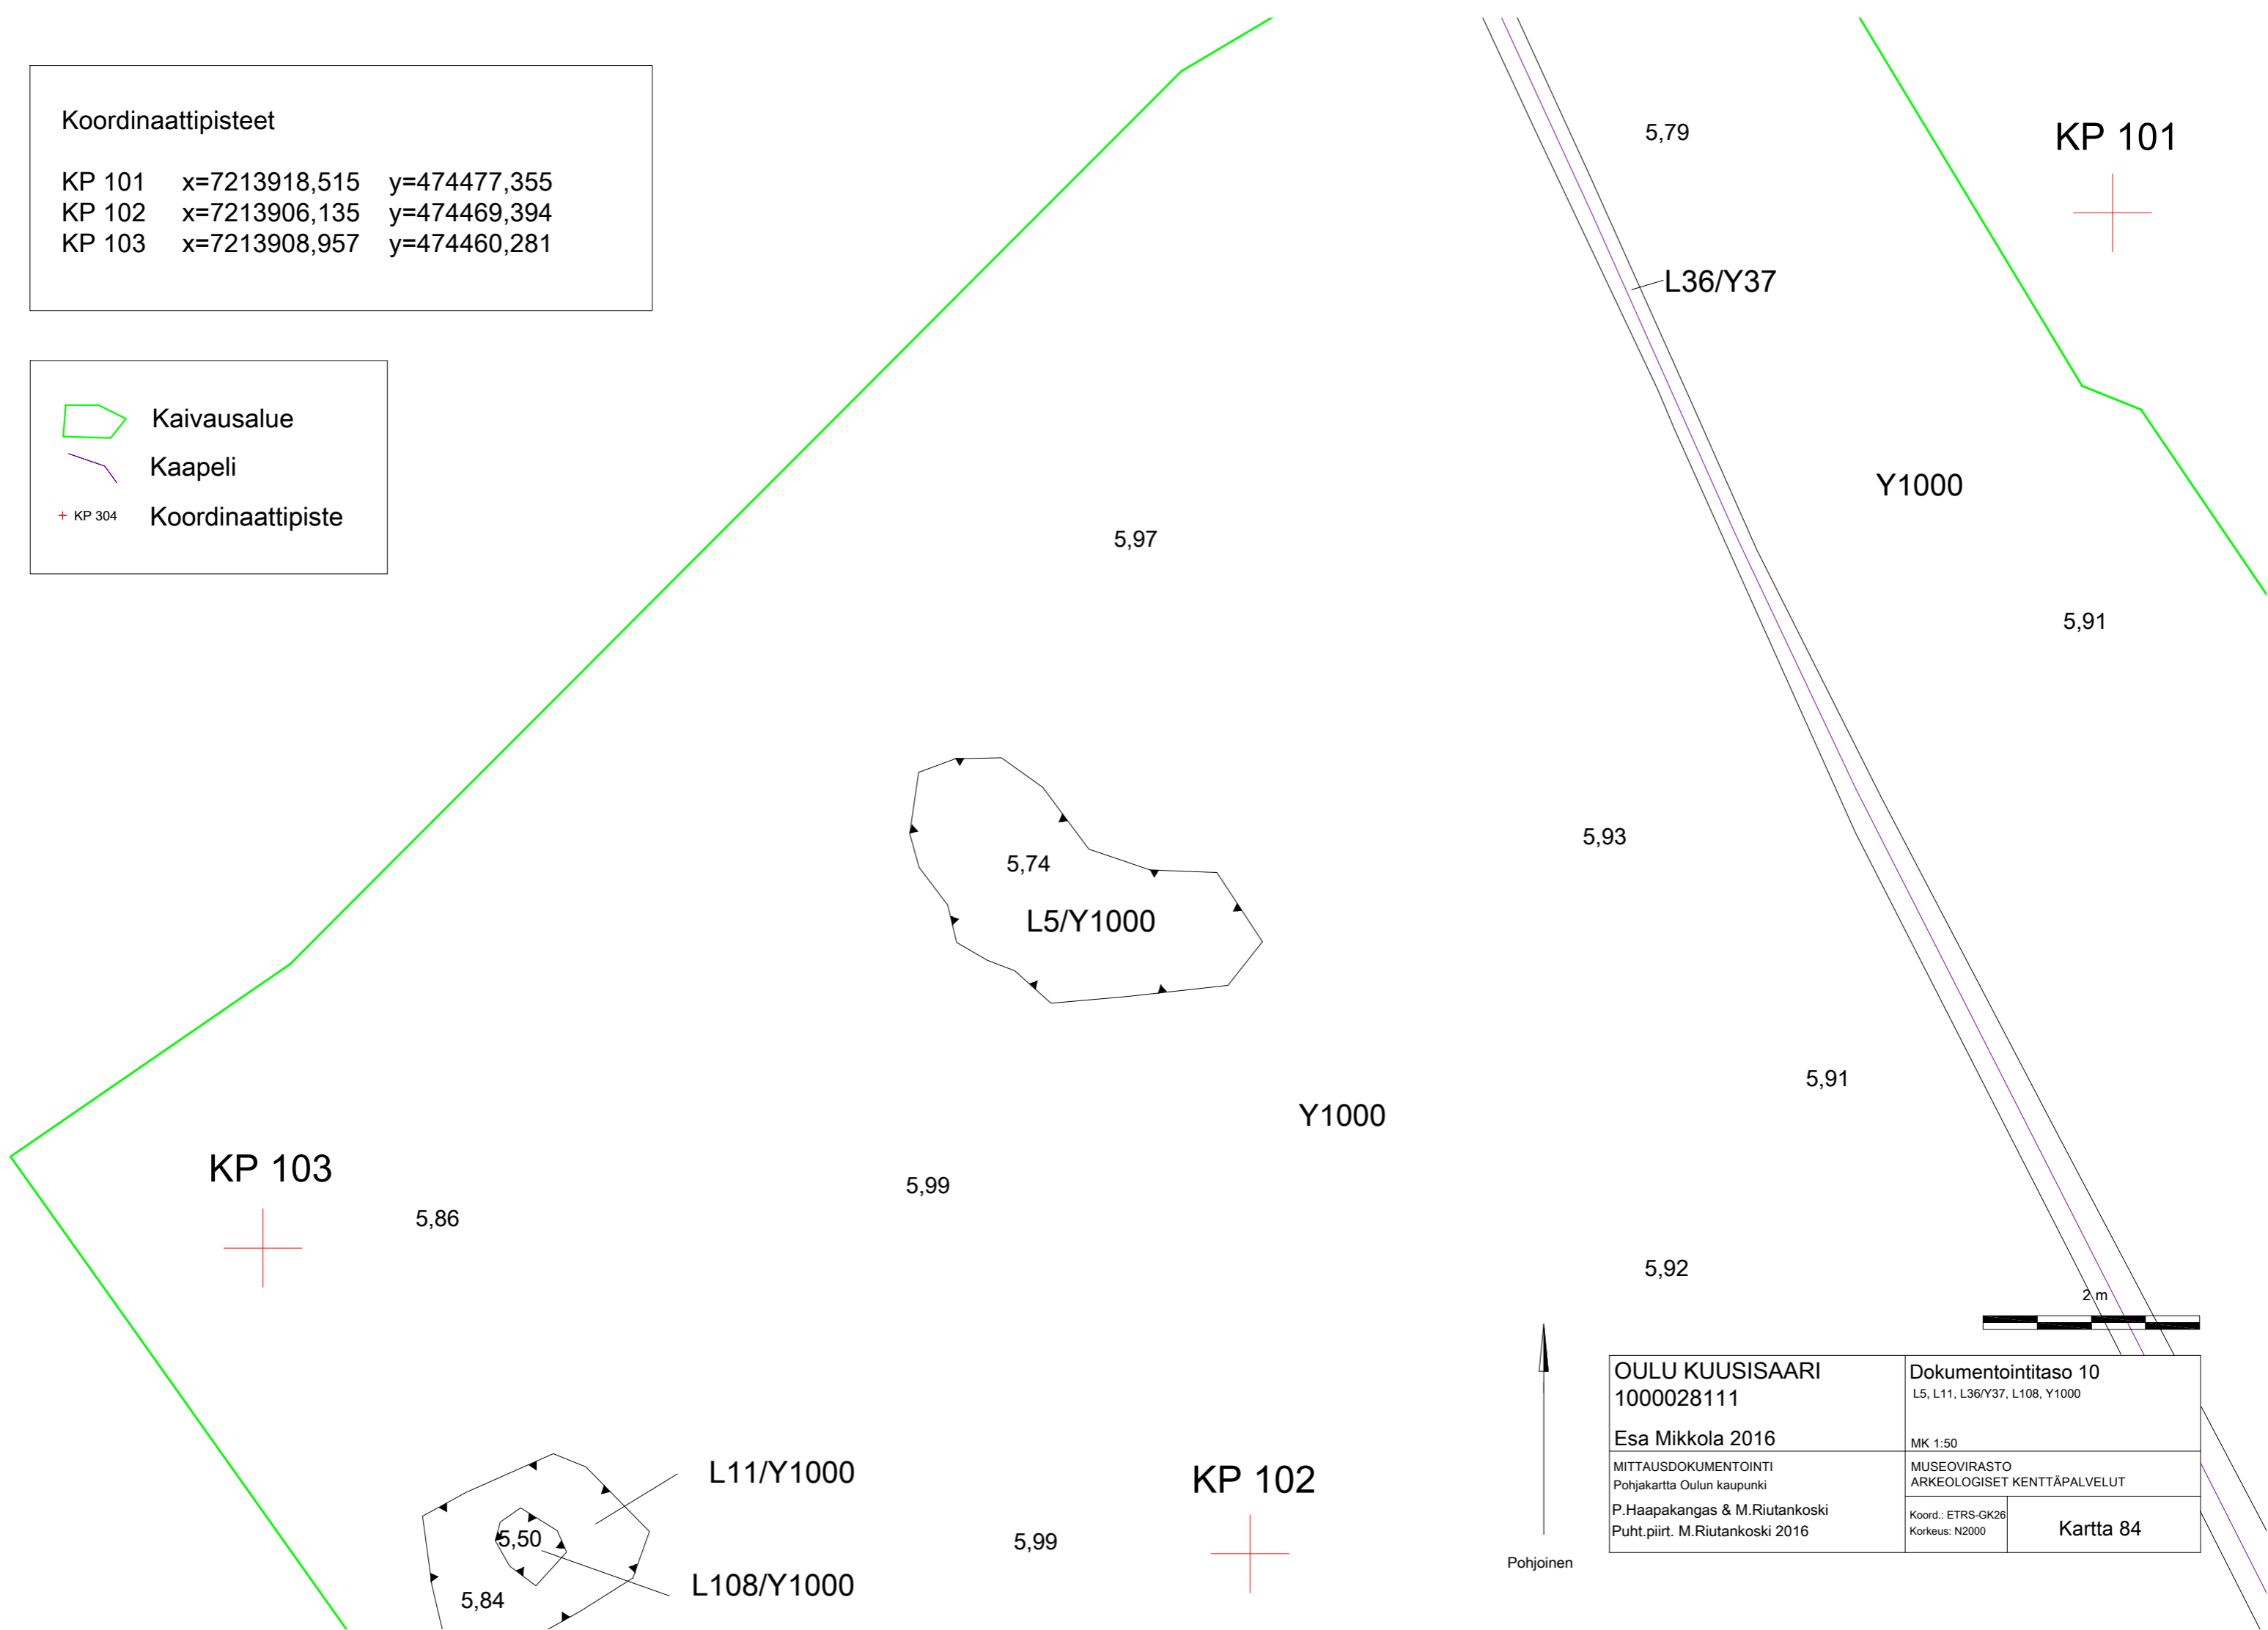 Koordinaattipisteet
KP 101 x=7213918,515 y=474477,355
KP 102 x=7213906,135 y=474469,394
KP 103 x=7213908,957 y=474460,281
Kaivausalue
Kaapeli
KP 304 Koordinaattipiste
5,79
KP 101
L36/Y37
Y1000
5,97
5,91
5,93
5,74
L5/Y1000
5,91
Y1000
KP 103
5,99
5,86
5,92
2 m
L11/Y1000
KP 102
5,50
5,99
L108/Y1000
5,84
Pohjoinen
OULU KUUSISAARI
1000028111
Esa Mikkola 2016
Dokumentointitaso 10
L5, L11, L36/Y37, L108, Y1000
MK 1:50
MITTAUSDOKUMENTOINTI
Pohjakartta Oulun kaupunki
P.Haapakangas & M.Riutankoski
Puht.piirt. M.Riutankoski 2016
MUSEOVIRASTO
ARKEOLOGISET KENTTÄPALVELUT
Koord.: ETRS-GK26
Korkeus: N2000
Kartta 84